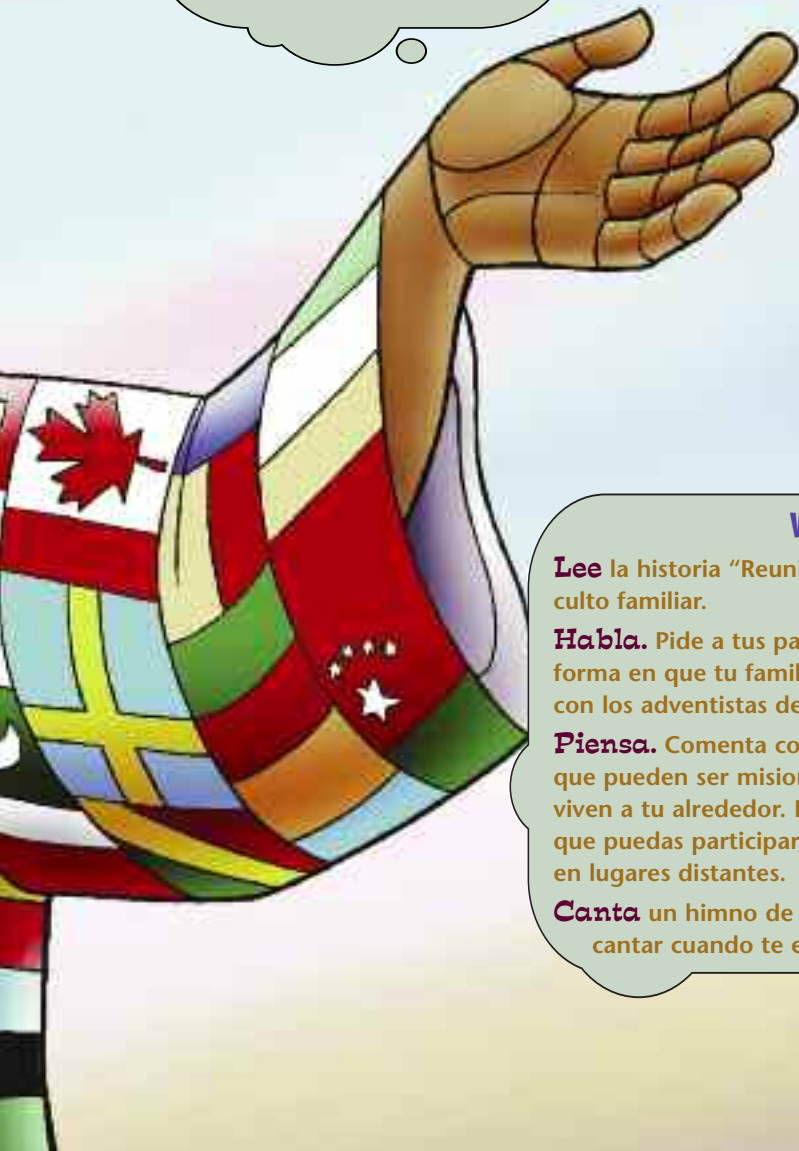 Lee la historia “Reuni
culto familiar.
Habla. Pide a tus pa
forma en que tu famil
con los adventistas de
Piensa. Comenta co
que pueden ser mision
viven a tu alrededor. 
que puedas participar
en lugares distantes.
Canta un himno de
cantar cuando te e